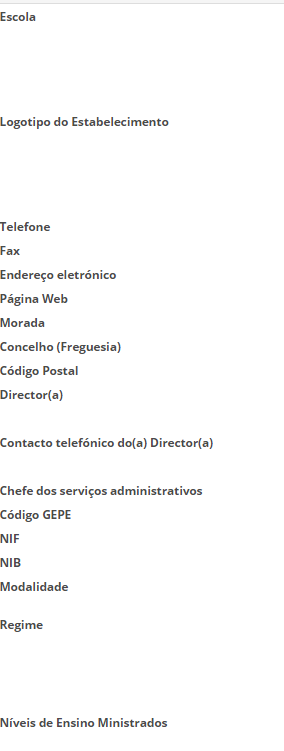 Escola
Logotipo do Estabelecimento
Telefone
Fax
Endereço eletrónico
Página Web
Morada
Concelho (Freguesia)
Código Postal
Director(a)
Contacto telefónico do(a) Director(a)
Chefe dos serviços administrativos
Código GEPE
NIF
NIB
Modalidade
Regime
Níveis de Ensino Ministrados